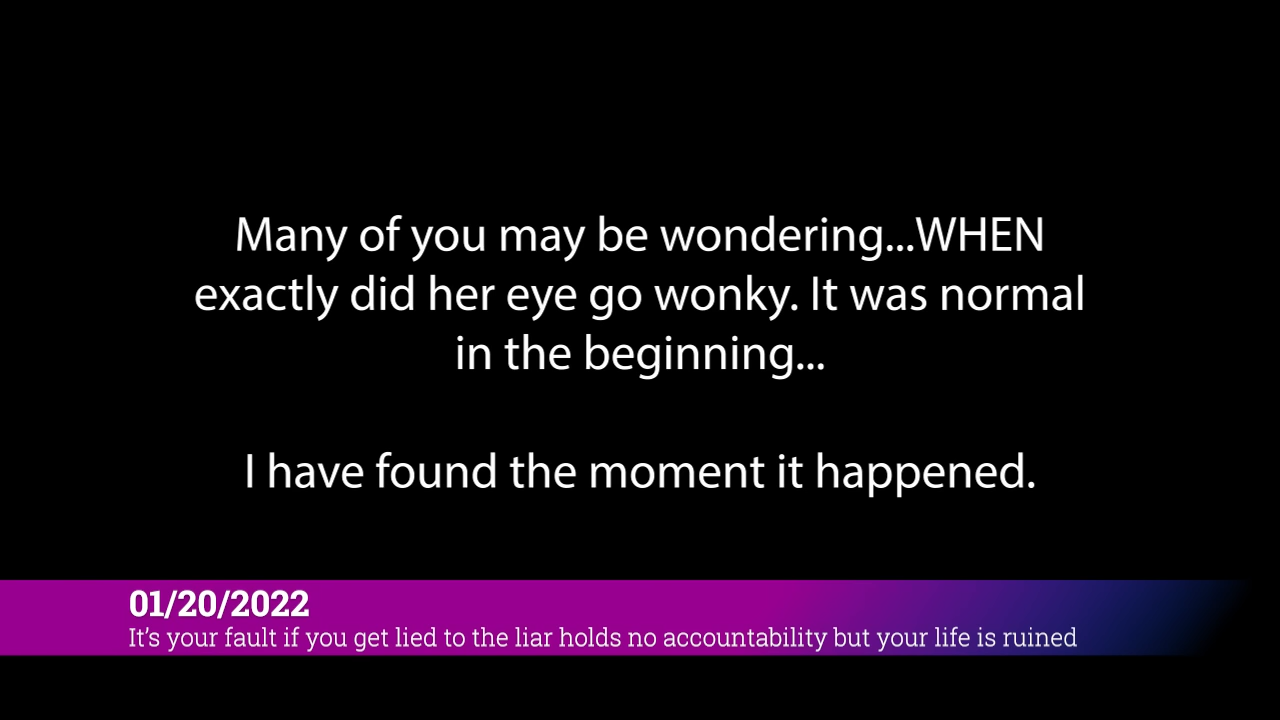 Many of you may be wondering...WHEN
exactly did her eye go wonky. It was normal
in the beginning...
I have found the moment it happened.
01/20/2022
It's your fault if you get lied to the liar holds no accountability but your life is ruined